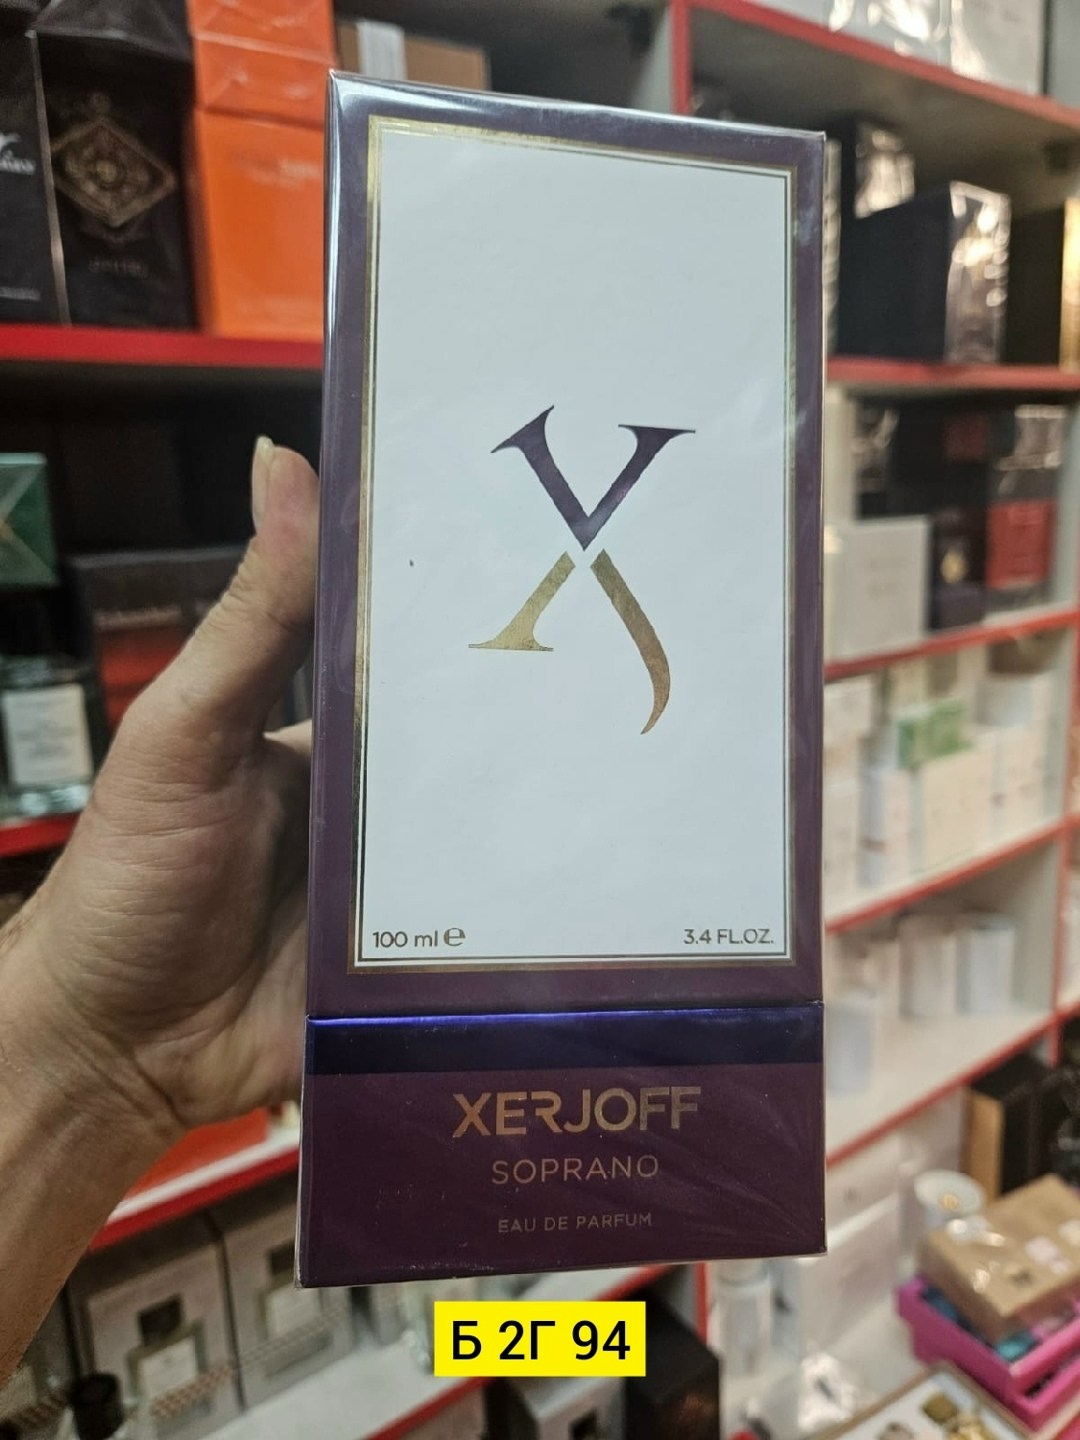 X
100 ml e
3.4 FL.OZ.
XERJOFF
SOPRANO
EAU DE PARFUM
Б 2Г 94